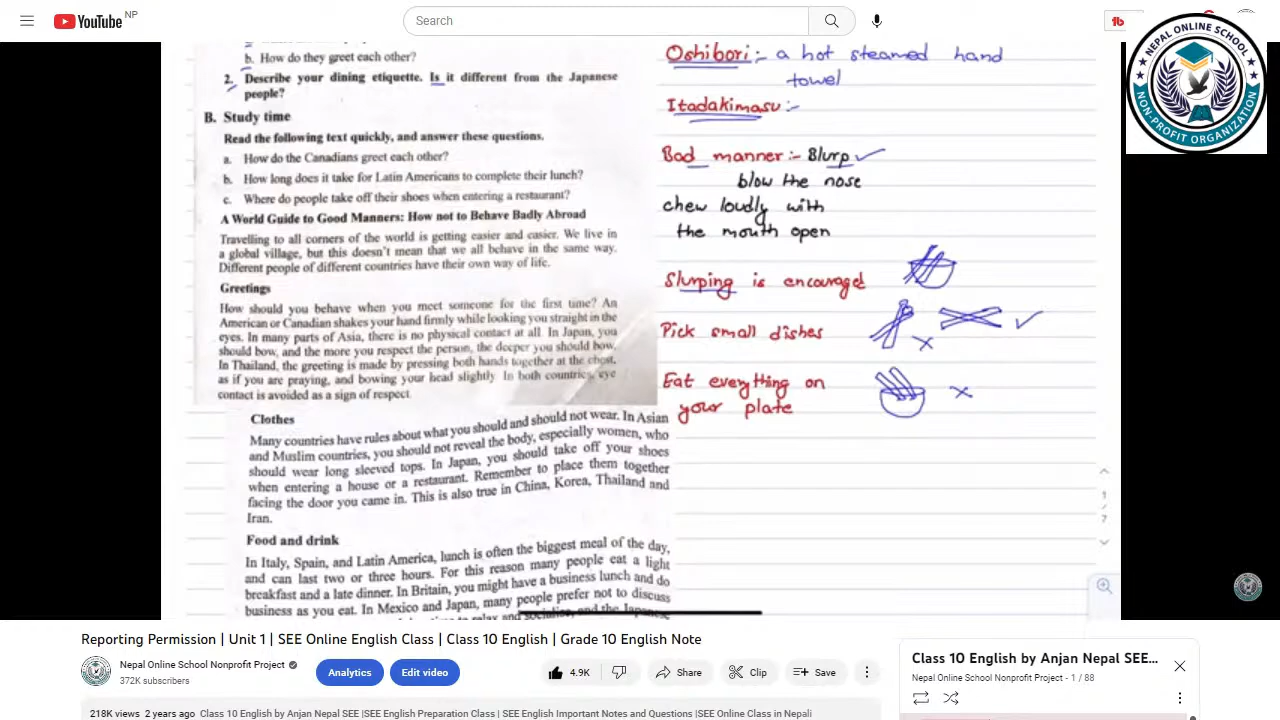 YouTube NP
Search
NEPAL ONLINE SCHOOL
NON-PROFIT ORGANIZATION
b. How do they greet each other?
2. Describe your dining etiquette. Is it different from the Japanese
people?
B. Study time
Read the following text quickly, and answer these questions.
a. How do the Canadians greet each other?
b. How long does it take for Latin Americans to complete their lunch?
c. Where do people take off their shoes when entering a restaurant?
A World Guide to Good Manners: How not to Behave Badly Abroad
Travelling to all corners of the world is getting easier and easier. We live in
a global village, but this doesn't mean that we all behave in the same way.
Different people of different countries have their own way of life.
Greetings
How should you behave when you meet someone for the first time? An
American or Canadian shakes your hand firmly while looking you straight in the
eyes. In many parts of Asia, there is no physical contact at all. In Japan, you
should bow, and the more you respect the person, the deeper you should bow.
In Thailand, the greeting is made by pressing both hands together at the chest,
as if you are praying, and bowing your head slightly. In both countries, eye
contact is avoided as a sign of respect.
Clothes
Many countries have rules about what you should and should not wear. In Asian
and Muslim countries, you should not reveal the body, especially women, who
should wear long sleeved tops. In Japan, you should take off your shoes
when entering a house or a restaurant. Remember to place them together
facing the door you came in. This is also true in China, Korea, Thailand and
Iran.
Food and drink
In Italy, Spain, and Latin America, lunch is often the biggest meal of the day,
and can last two or three hours. For this reason many people eat a light
breakfast and a late dinner. In Britain, you might have a business lunch and do
business as you eat. In Mexico and Japan, many people prefer not to discuss
relax and socialise, and the Japanese
Oshibori:- a hot steamed hand
towel
Itadakimasu:-
Bad manner:- Blurp
blow the nose
chew loudly with
the mouth open
Slurping is encouraged
Pick small dishes
Eat everything on
your plate
1
/
7
Reporting Permission | Unit 1 | SEE Online English Class | Class 10 English | Grade 10 English Note
Nepal Online School Nonprofit Project
372K subscribers
Analytics
Edit video
4.9K
Share
Clip
Save
218K views 2 years ago Class 10 English by Anjan Nepal SEE |SEE English Preparation Class | SEE English Important Notes and Questions |SEE Online Class in Nepali
Class 10 English by Anjan Nepal SEE...
Nepal Online School Nonprofit Project - 1 / 88